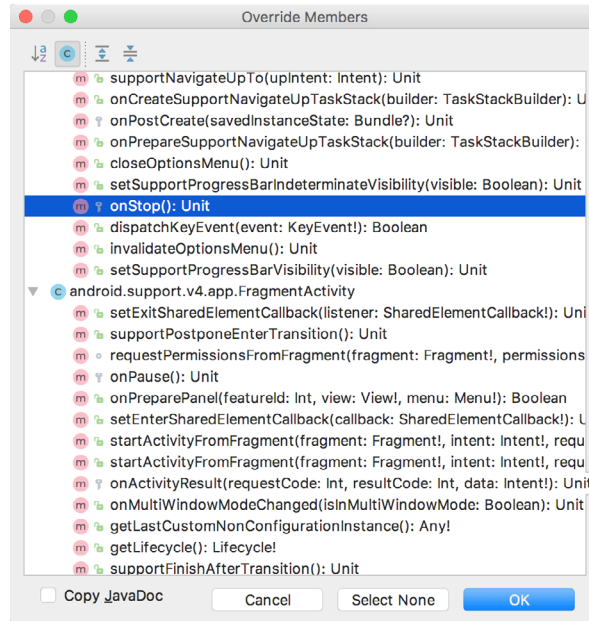 Override Members
a
z
c
m supportNavigateUpTo(upIntent: Intent): Unit
m onCreateSupportNavigateUpTaskStack(builder: TaskStackBuilder): U
m onPostCreate(savedInstanceState: Bundle?): Unit
m onPrepareSupportNavigateUpTaskStack(builder: TaskStackBuilder):
m closeOptionsMenu(): Unit
m setSupportProgressBarIndeterminateVisibility(visible: Boolean): Unit
m onStop(): Unit
m dispatchKeyEvent(event: KeyEvent!): Boolean
m invalidateOptionsMenu(): Unit
m setSupportProgressBarVisibility(visible: Boolean): Unit
c android.support.v4.app.FragmentActivity
m setExitSharedElementCallback(listener: SharedElementCallback!): Uni
m supportPostponeEnterTransition(): Unit
m requestPermissionsFromFragment(fragment: Fragment!, permissions
m onPause(): Unit
m onPreparePanel(featureId: Int, view: View!, menu: Menu!): Boolean
m setEnterSharedElementCallback(callback: SharedElementCallback!): U
m startActivityFromFragment(fragment: Fragment!, intent: Intent!, requ
m startActivityFromFragment(fragment: Fragment!, intent: Intent!, requ
m onActivityResult(requestCode: Int, resultCode: Int, data: Intent!): Unit
m onMultiWindowModeChanged(isInMultiWindowMode: Boolean): Unit
m getLastCustomNonConfigurationInstance(): Any!
m getLifecycle(): Lifecycle!
m supportFinishAfterTransition(): Unit
Copy JavaDoc
Cancel
Select None
OK